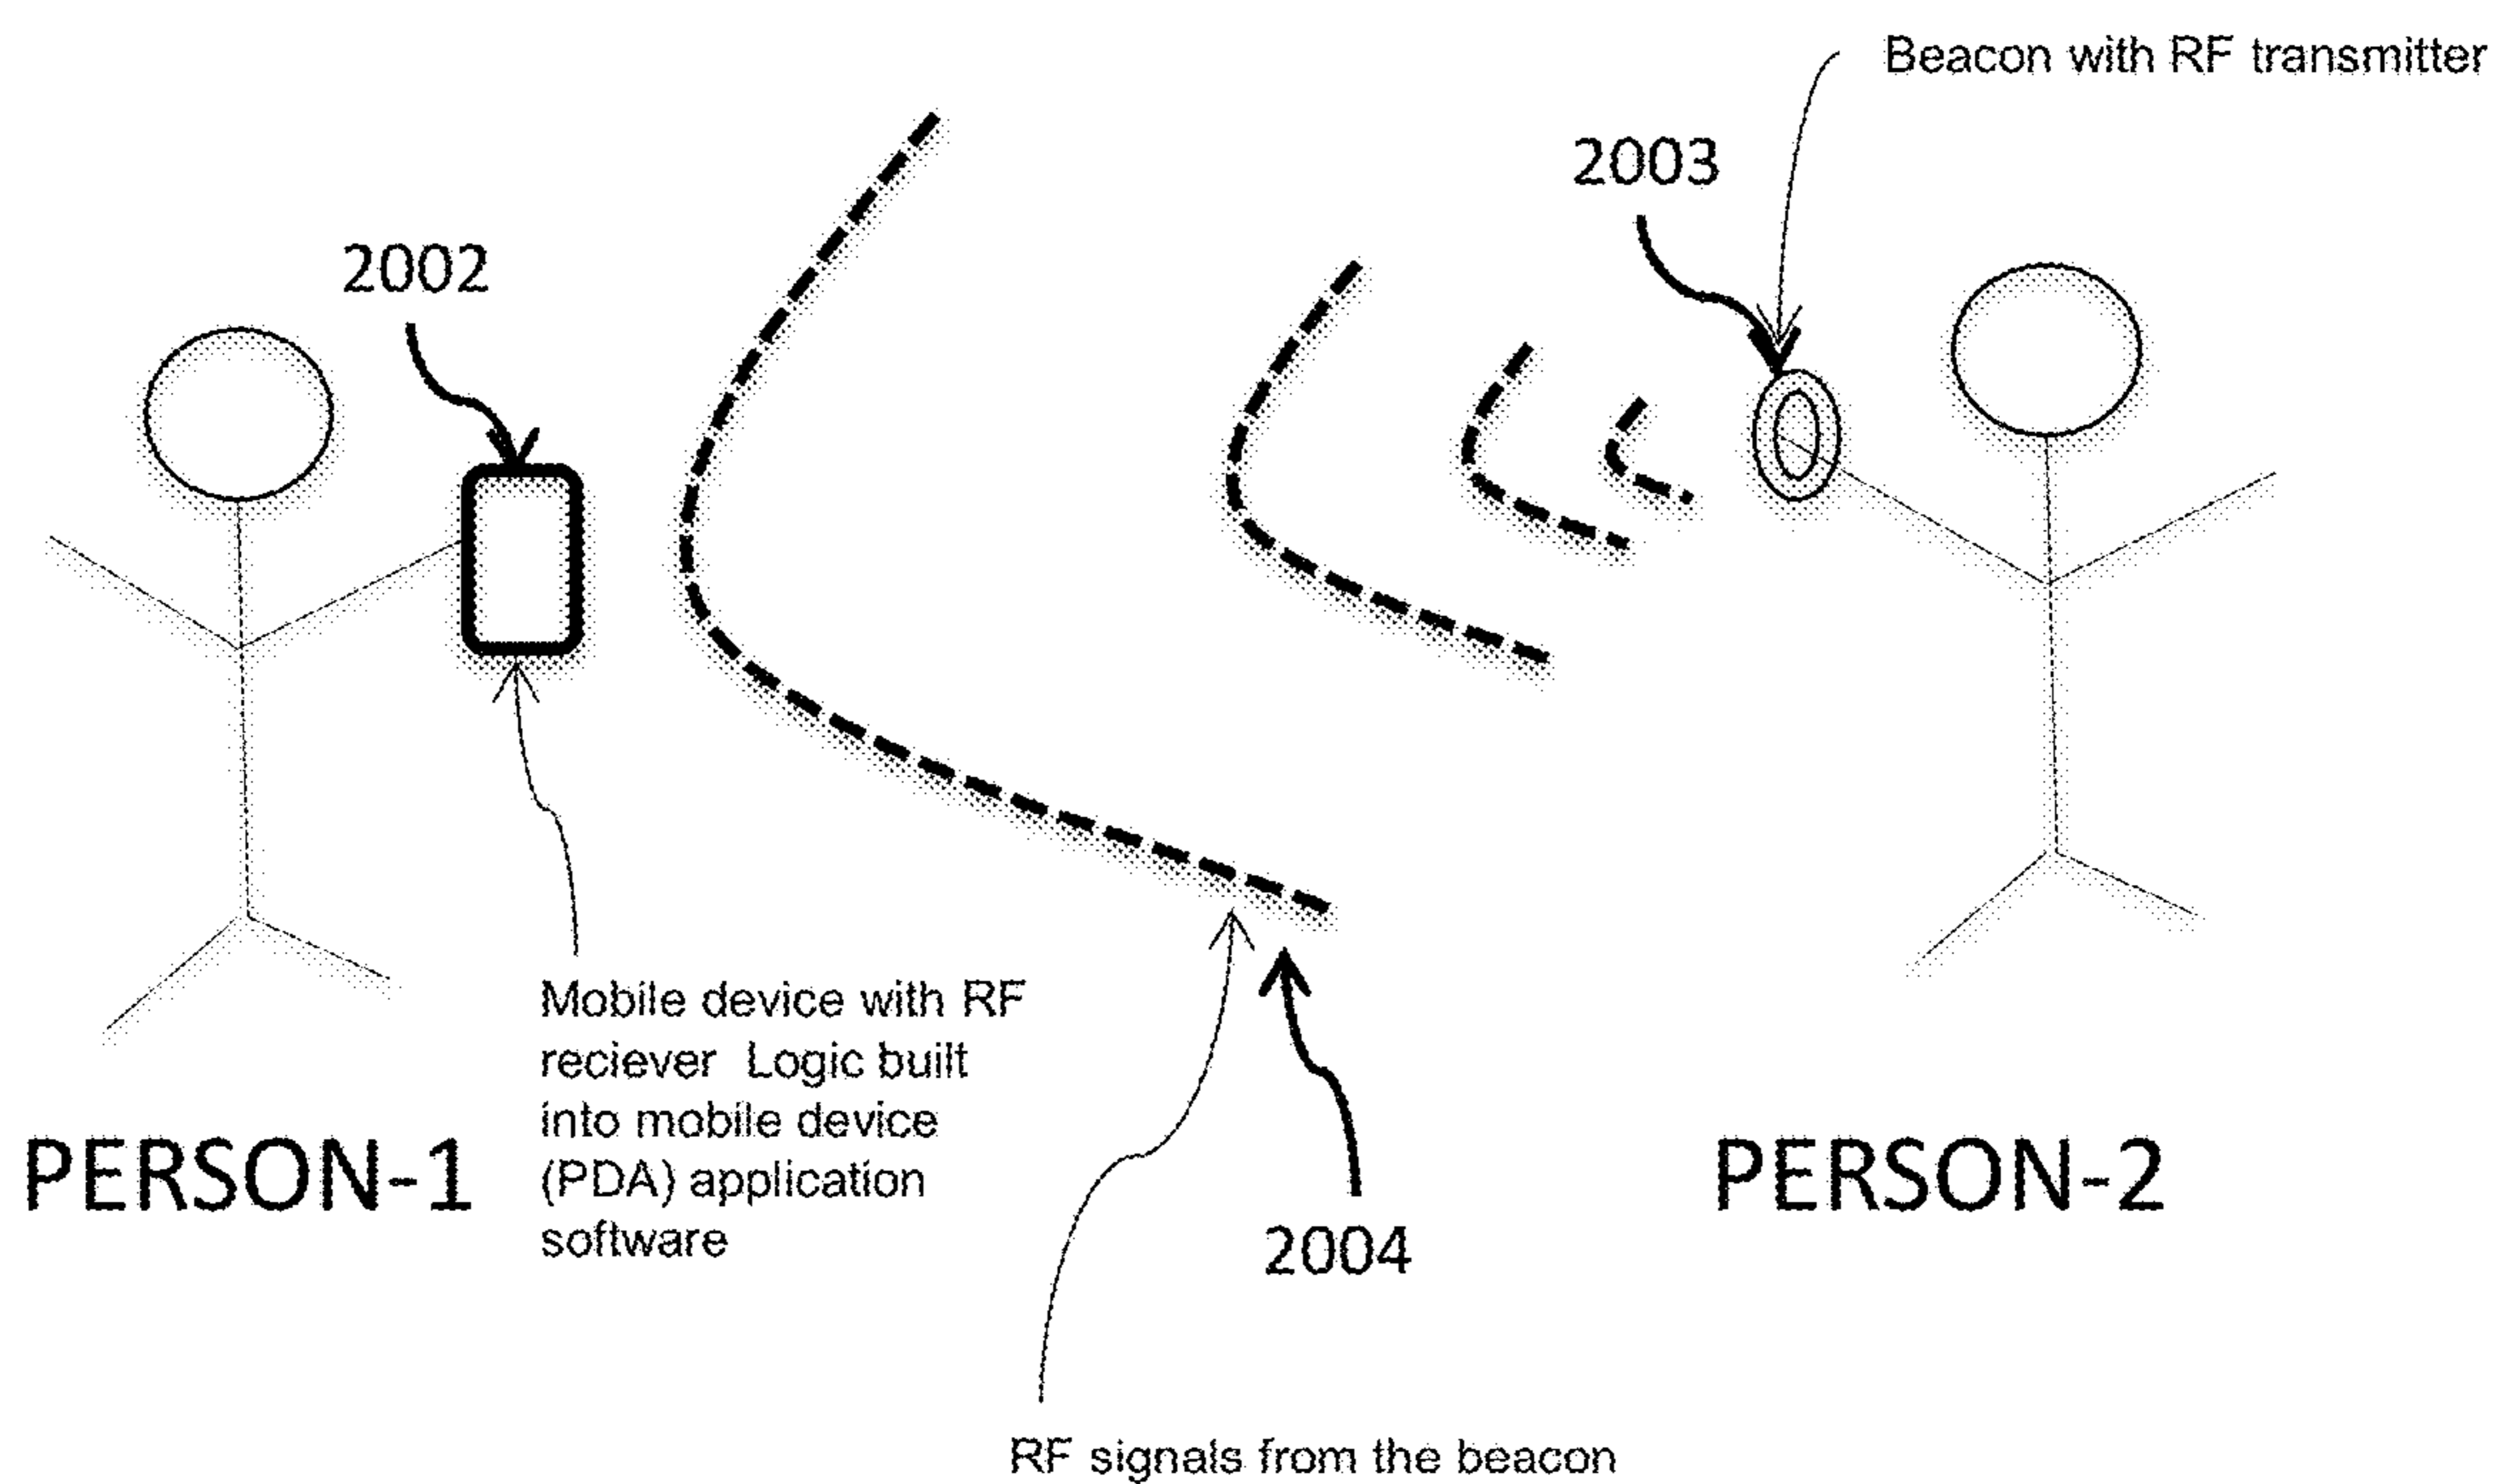 Beacon with RF transmitter
2003
2002
Mobile device with RF
reciever  Logic built
into mobile device
(PDA) application
software
PERSON-1
PERSON-2
2004
RF signals from the beacon